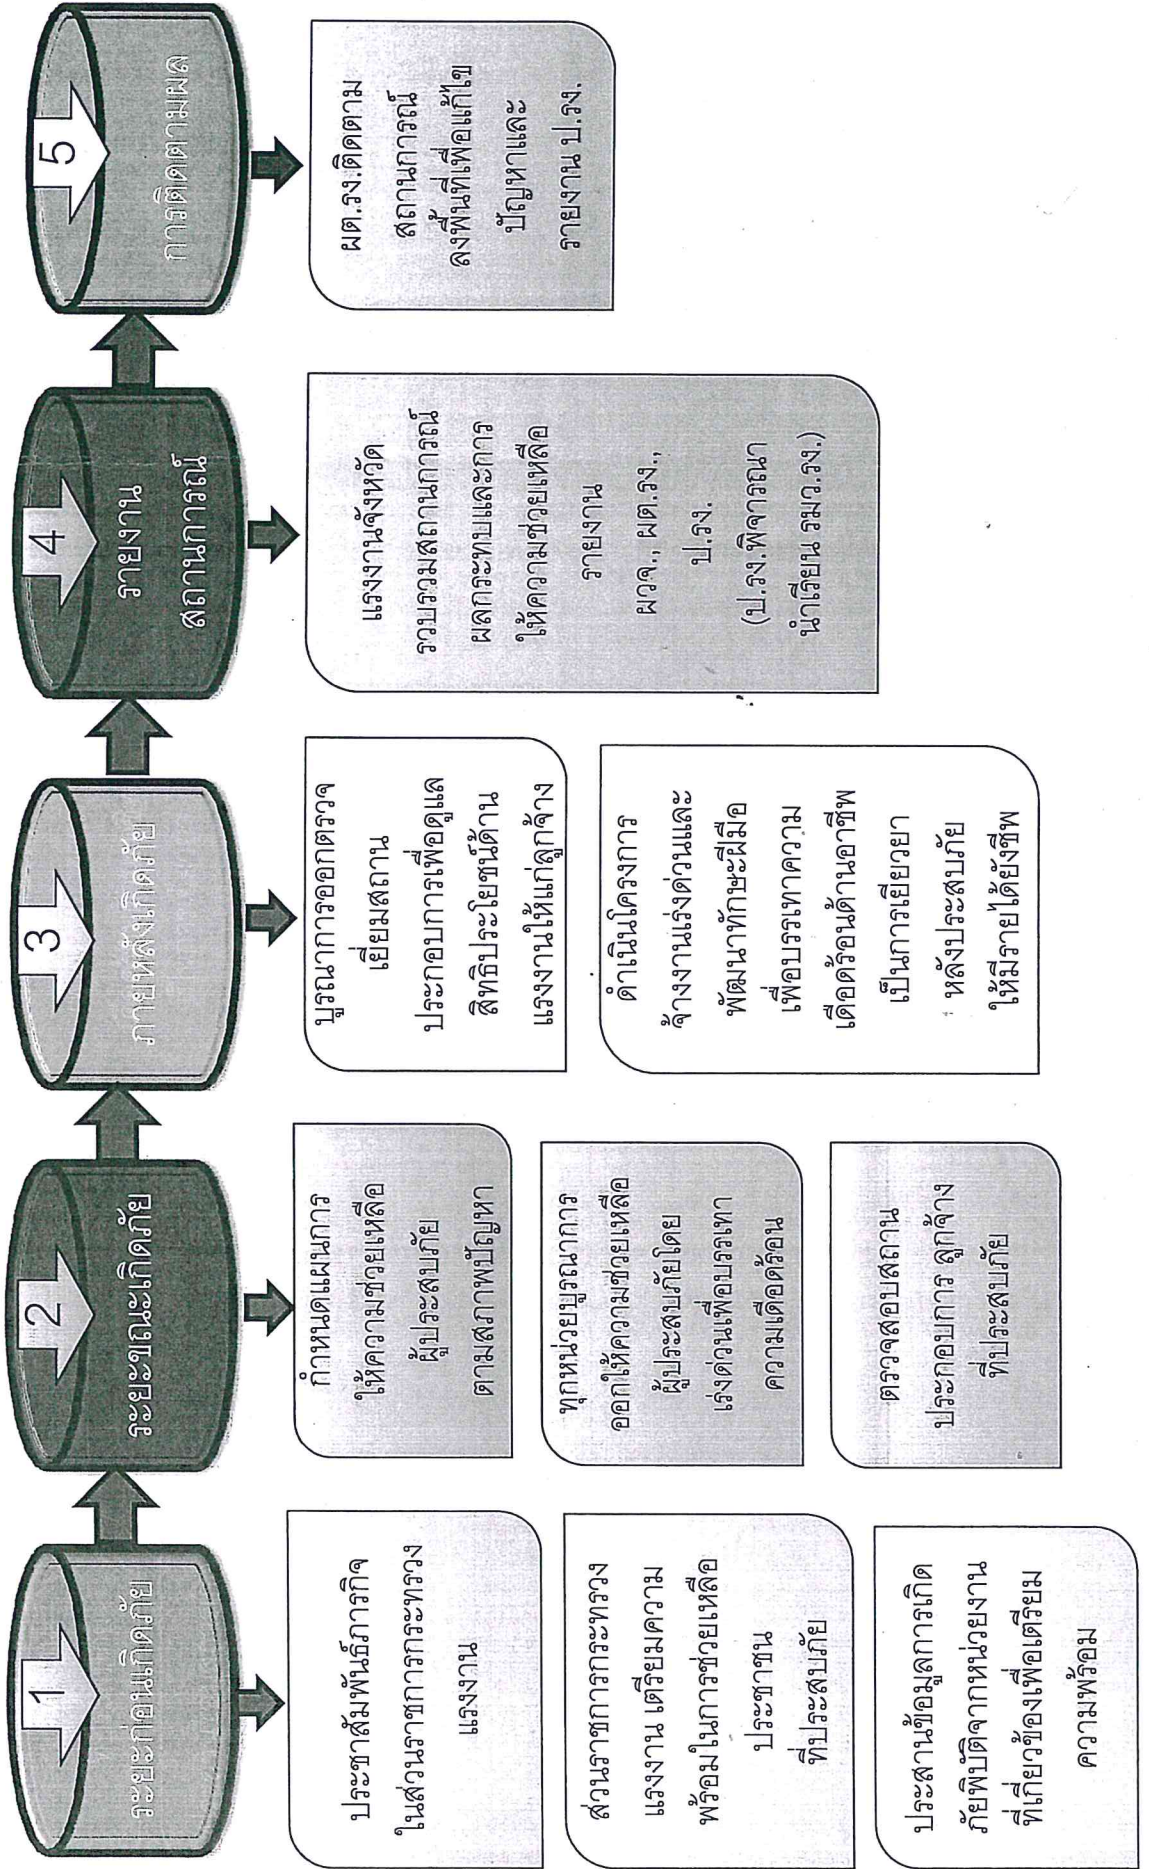 1
ระยะก่อนเกิดภัย
ประชาสัมพันธ์ภารกิจ
ในส่วนราชการกระทรวง
แรงงาน
ส่วนราชการกระทรวง
แรงงาน เตรียมความ
พร้อมในการช่วยเหลือ
ประชาชน
ที่ประสบภัย
ประสานข้อมูลการเกิด
ภัยพิบัติจากหน่วยงาน
ที่เกี่ยวข้องเพื่อเตรียม
ความพร้อม
2
ระยะขณะเกิดภัย
กำหนดแผนการ
ให้ความช่วยเหลือ
ผู้ประสบภัย
ตามสภาพปัญหา
ทุกหน่วยบูรณาการ
ออกให้ความช่วยเหลือ
ผู้ประสบภัยโดย
เร่งด่วนเพื่อบรรเทา
ความเดือดร้อน
ตรวจสอบสถาน
ประกอบการ ลูกจ้าง
ที่ประสบภัย
3
ภายหลังเกิดภัย
บูรณาการออกตรวจ
เยี่ยมสถาน
ประกอบการเพื่อดูแล
สิทธิประโยชน์ด้าน
แรงงานให้แก่ลูกจ้าง
ดำเนินโครงการ
จ้างงานเร่งด่วนและ
พัฒนาทักษะฝีมือ
เพื่อบรรเทาความ
เดือดร้อนด้านอาชีพ
เป็นการเยียวยา
หลังประสบภัย
ให้มีรายได้ยังชีพ
4
รายงาน
สถานการณ์
แรงงานจังหวัด
รวบรวมสถานการณ์
ผลกระทบและการ
ให้ความช่วยเหลือ
รายงาน
ผวจ., ผต.รง.,
ป.รง.
(ป.รง.พิจารณา
นำเรียน รมว.รง.)
5
การติดตามผล
ผต.รง.ติดตาม
สถานการณ์
ลงพื้นที่เพื่อแก้ไข
ปัญหาและ
รายงาน ป.รง.